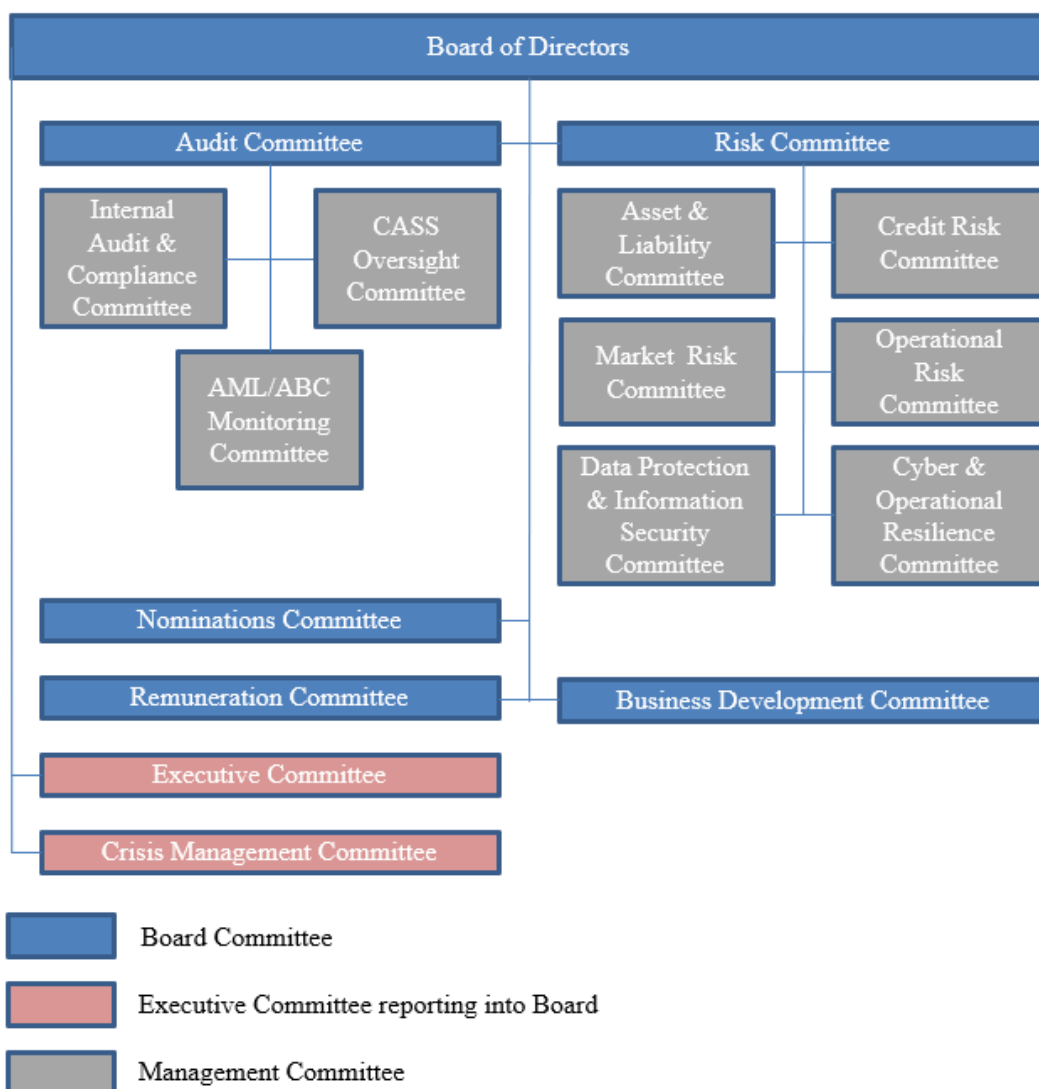 Board of Directors
Audit Committee
Risk Committee
Internal
Audit &
Compliance
Committee
CASS
Oversight
Committee
AML/ABC
Monitoring
Committee
Asset &
Liability
Committee
Credit Risk
Committee
Market Risk
Committee
Operational
Risk
Committee
Data Protection
& Information
Security
Committee
Cyber &
Operational
Resilience
Committee
Nominations Committee
Remuneration Committee
Business Development Committee
Executive Committee
Crisis Management Committee
Board Committee
Executive Committee reporting into Board
Management Committee